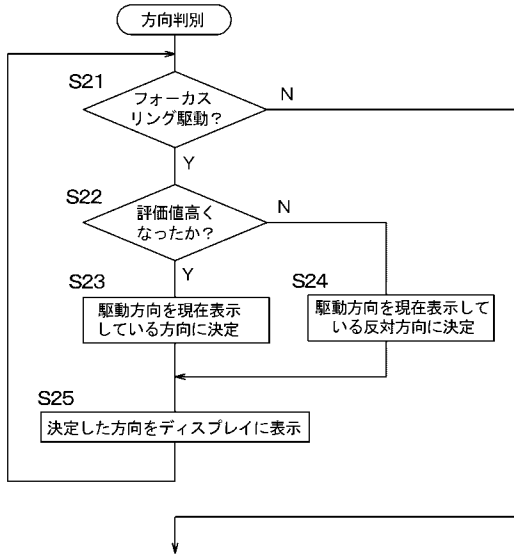 方向判別
S21
フォーカス
リング駆動？
N
Y
S22
評価値高く
なったか？
N
Y
S23
駆動方向を現在表示
している方向に決定
S24
駆動方向を現在表示して
いる反対方向に決定
S25
決定した方向をディスプレイに表示